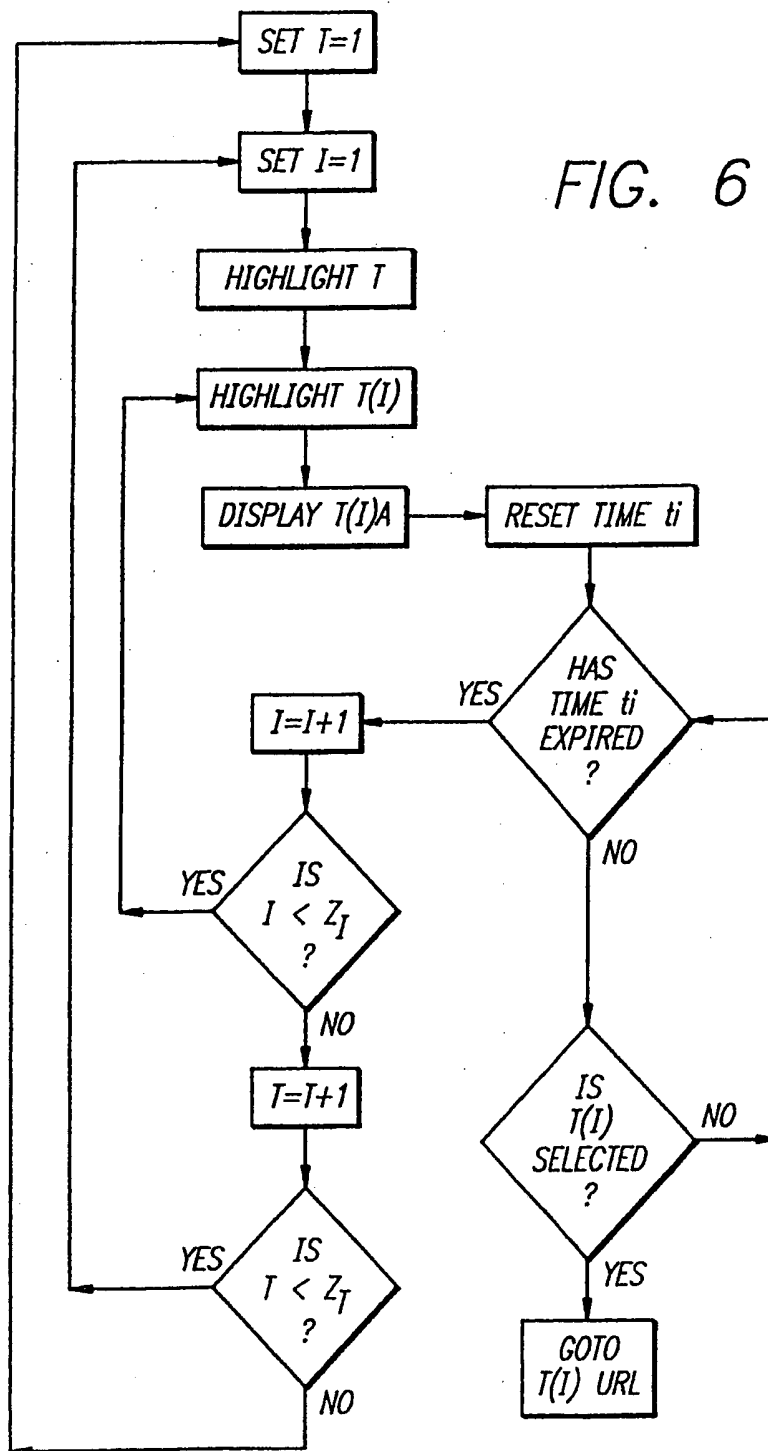 SET T=1
SET I=1
FIG. 6
HIGHLIGHT T
HIGHLIGHT T(I)
DISPLAY T(I)A
RESET TIME ti
HAS
TIME ti
EXPIRED
?
YES
NO
I=I+1
IS
I < Z_I
?
YES
NO
T=T+1
IS
T(I)
SELECTED
?
NO
YES
IS
T < Z_T
?
YES
NO
GOTO
T(I) URL